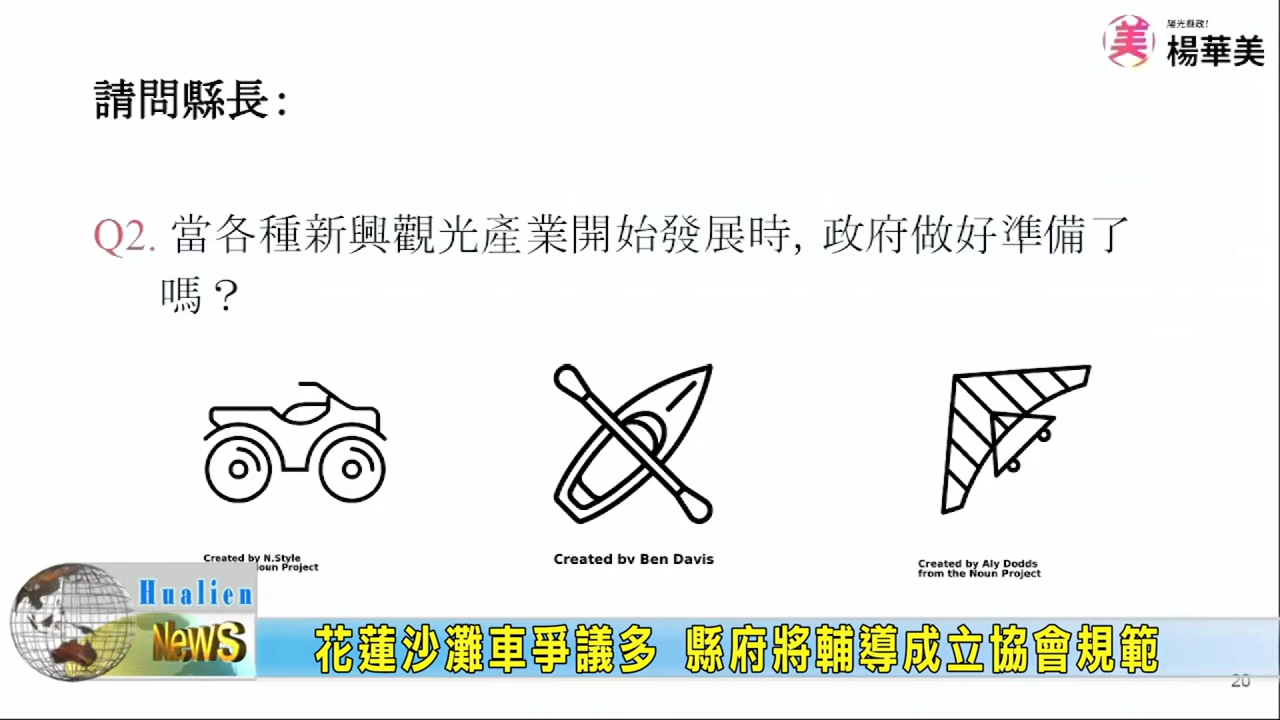 陽光縣政!
美 楊華美
請問縣長:
Q2. 當各種新興觀光產業開始發展時, 政府做好準備了
嗎?
Created by N.Style
Noun Project
Created by Ben Davis
Created by Aly Dodds
from the Noun Project
Hualien
News
花蓮沙灘車爭議多 縣府將輔導成立協會規範
20